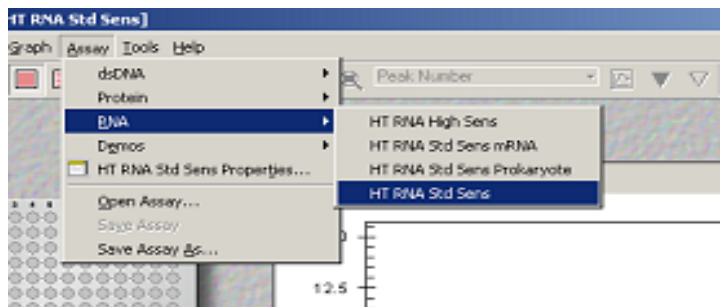 HT RNA Std Sens]
Graph Assay Tools Help
Peak Number
dsDNA
Protein
RNA
Demos
HT RNA Std Sens Properties...
Open Assay...
Save Assay
Save Assay As...
HT RNA High Sens
HT RNA Std Sens mRNA
HT RNA Std Sens Prokaryote
HT RNA Std Sens
12.5